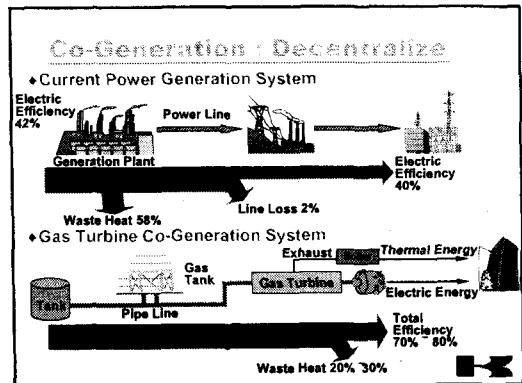 Co-Generation : Decentralize
♦Current Power Generation System
Electric
Efficiency
42%
Power Line
Generation Plant
Electric
Efficiency
40%
Waste Heat 58%
Line Loss 2%
♦Gas Turbine Co-Generation System
Exhaust
Thermal Energy
Gas
Tank
Gas Turbine
Tank
Electric Energy
Pipe Line
Total
Efficiency
70% ~ 80%
Waste Heat 20% ~30%